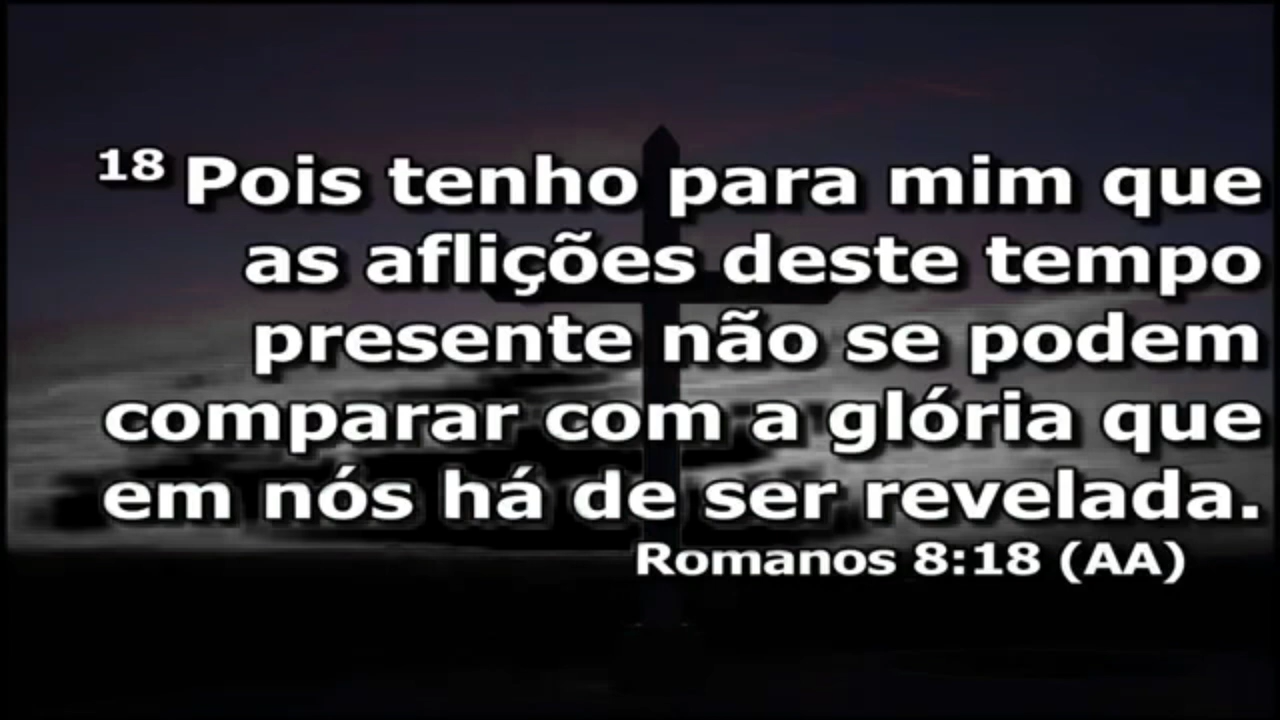 18 Pois tenho para mim que
as aflições deste tempo
presente não se podem
comparar com a glória que
em nós há de ser revelada.
Romanos 8:18 (AA)